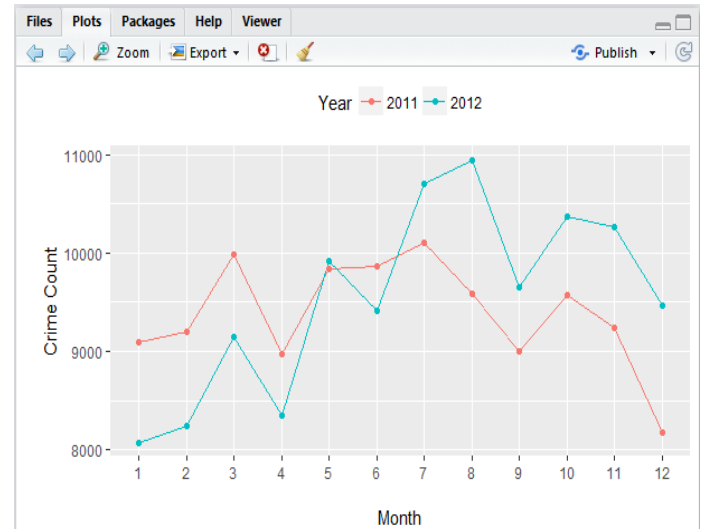 Files Plots Packages Help Viewer
Zoom Export Publish
Year 2011 2012
11000
10000
9000
8000
Crime Count
1 2 3 4 5 6 7 8 9 10 11 12
Month